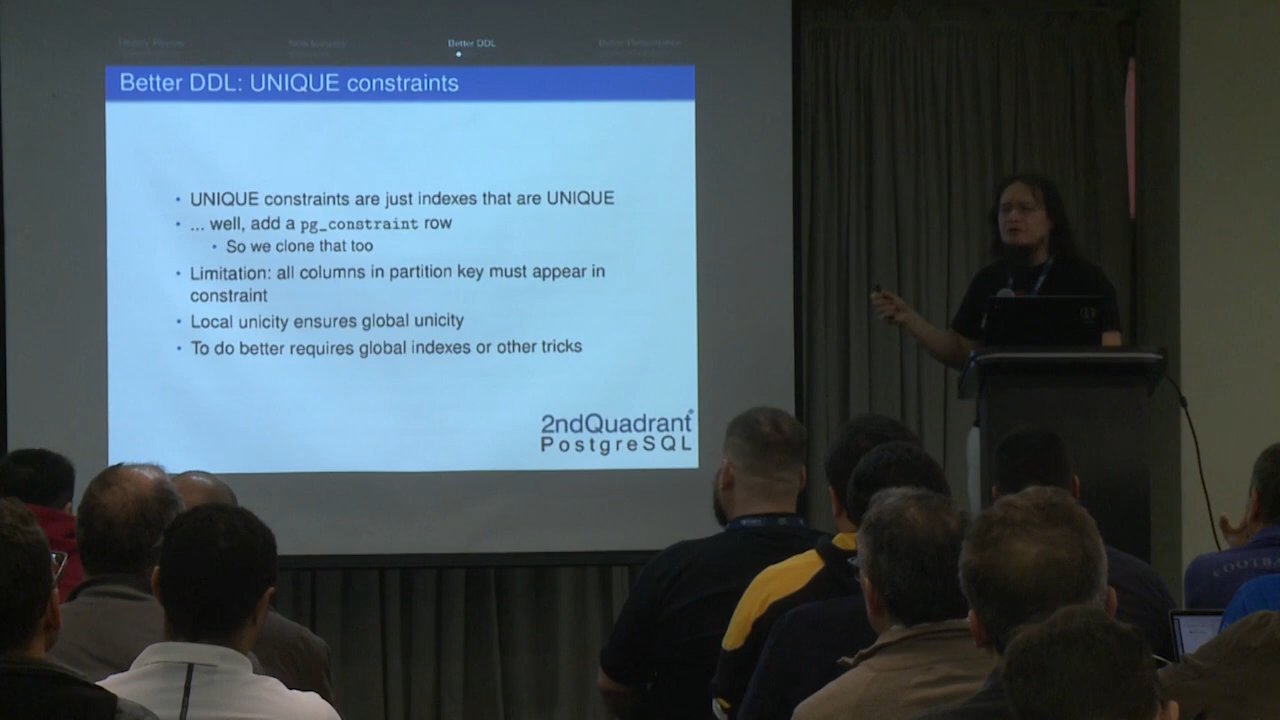 Better DDL
Better DDL: UNIQUE constraints
• UNIQUE constraints are just indexes that are UNIQUE
• ... well, add a pg_constraint row
• So we clone that too
• Limitation: all columns in partition key must appear in
constraint
• Local unicity ensures global unicity
• To do better requires global indexes or other tricks
2ndQuadrant
PostgreSQL